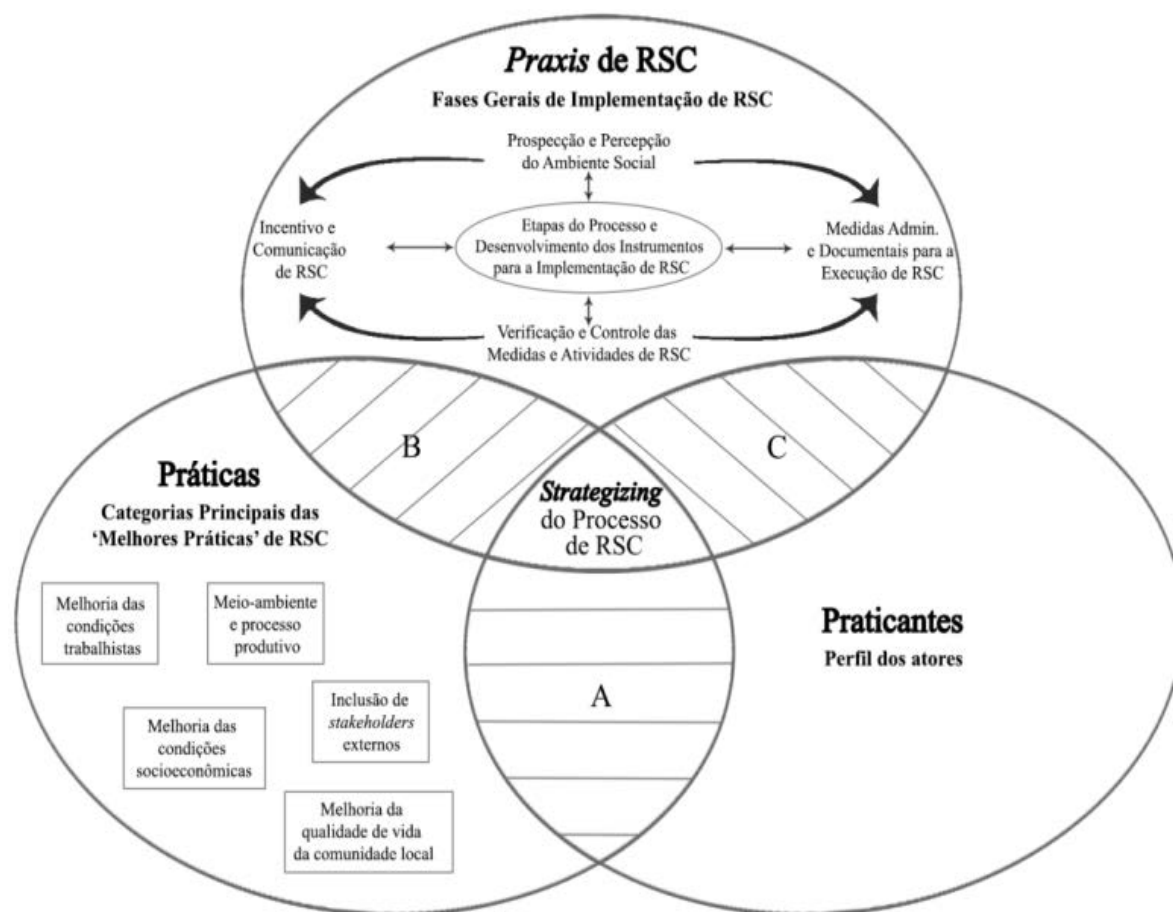 Praxis de RSC
Fases Gerais de Implementação de RSC
Prospecção e Percepção
do Ambiente Social
Incentivo e
Comunicação
de RSC
Etapas do Processo e
Desenvolvimento dos Instrumentos
para a Implementação de RSC
Medidas Admin.
e Documentais para a
Execução de RSC
Verificação e Controle das
Medidas e Atividades de RSC
B
C
Práticas
Categorias Principais das
‘Melhores Práticas’ de RSC
Strategizing
do Processo
de RSC
Melhoria das
condições
trabalhistas
Meio-ambiente
e processo
produtivo
Melhoria das
condições
socioeconômicas
Inclusão de
stakeholders
externos
Melhoria da
qualidade de vida
da comunidade local
A
Praticantes
Perfil dos atores